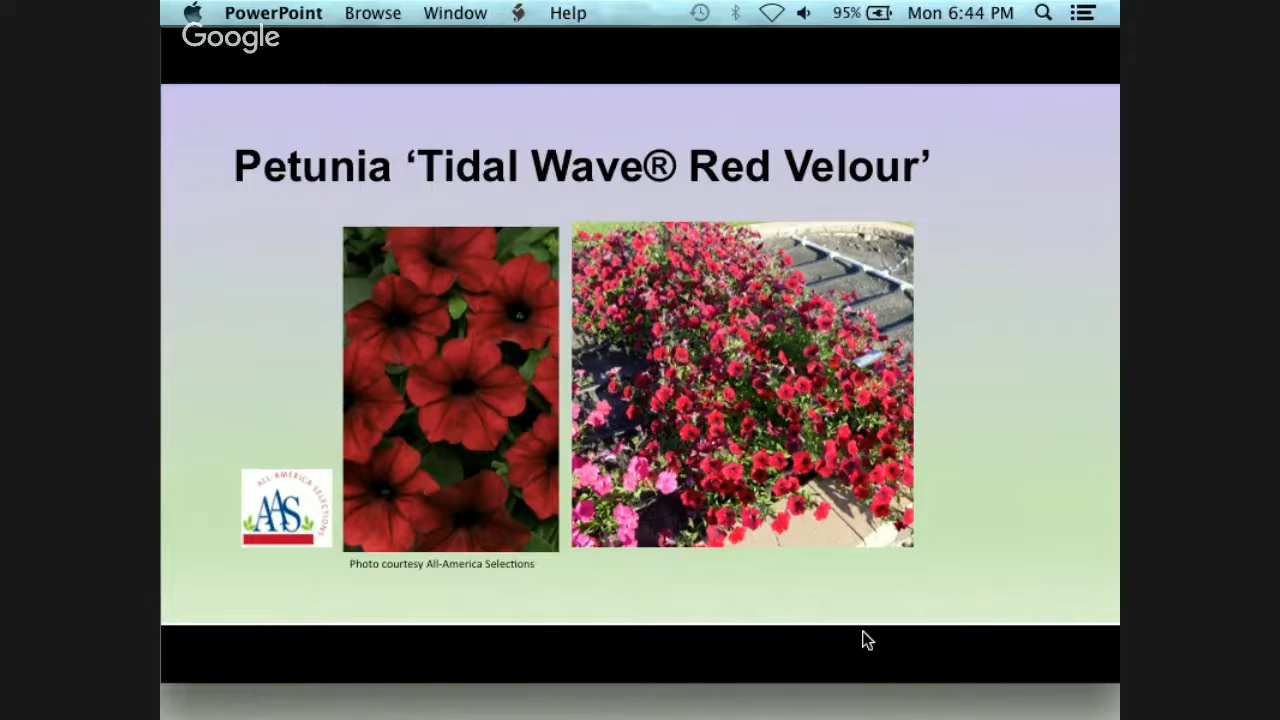 PowerPoint Browse Window Help 95% Mon 6:44 PM
Google
Petunia ‘Tidal Wave® Red Velour’
ALL-AMERICA SELECTIONS
AAS
Photo courtesy All-America Selections